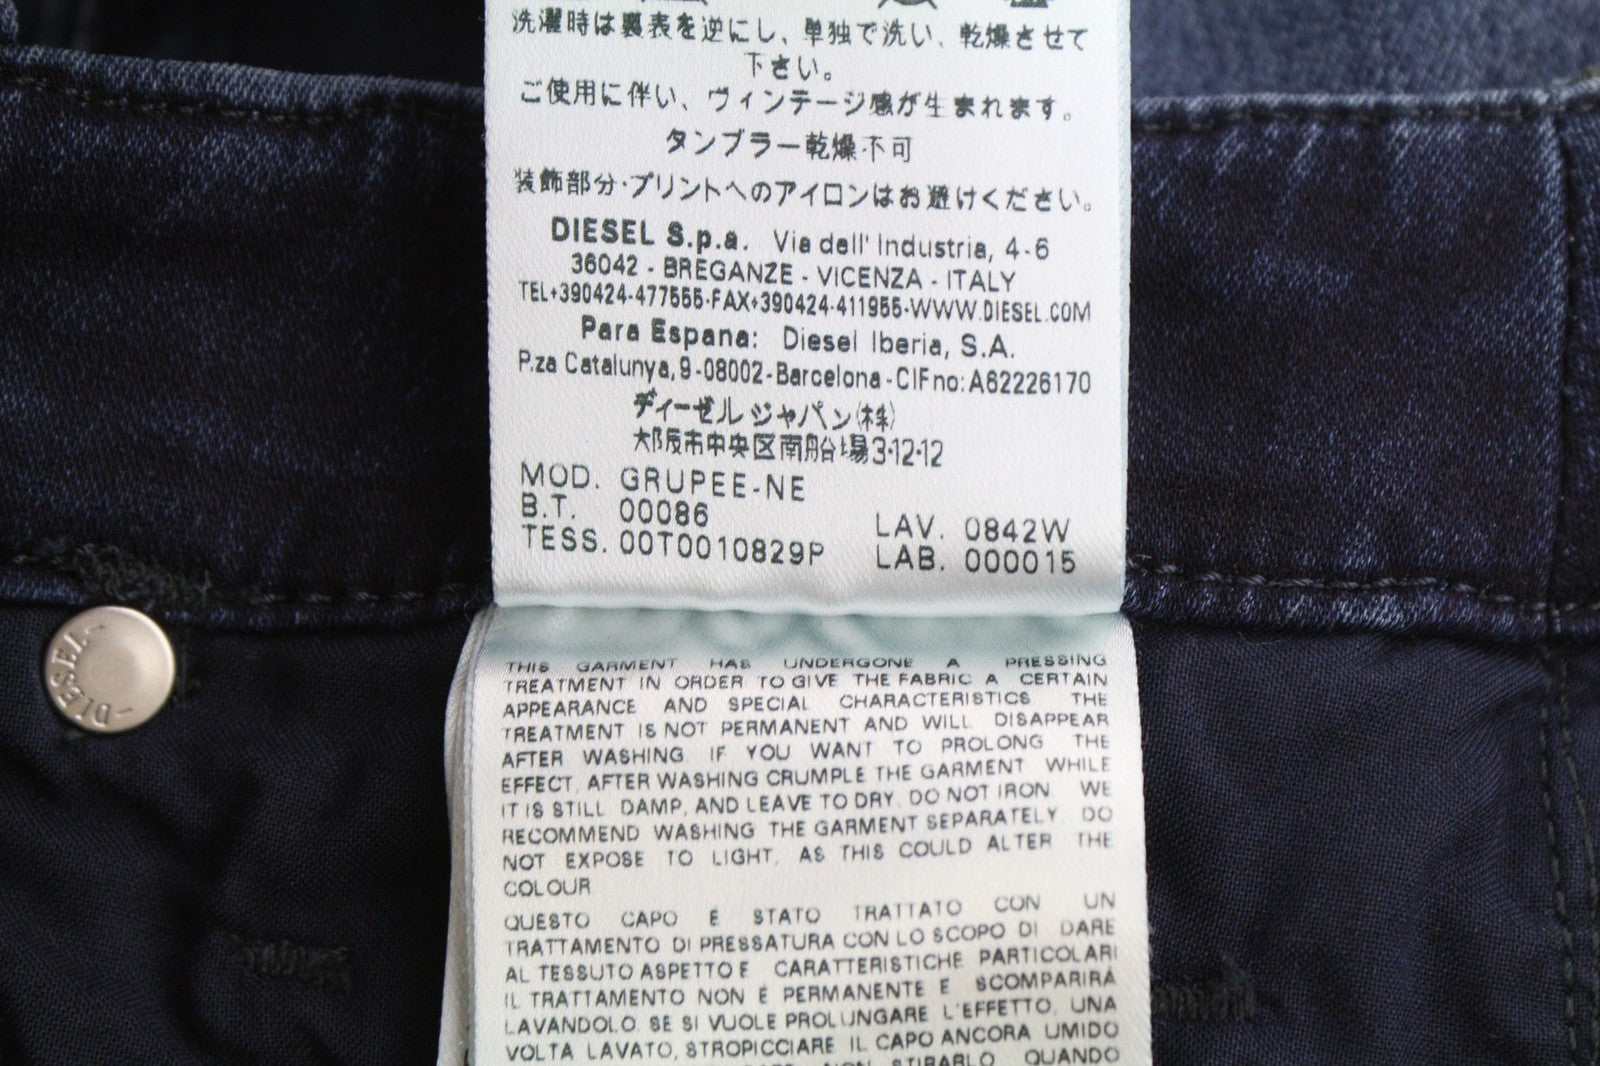 洗濯時は裏表を逆にし、単独で洗い、乾燥させて
下さい。
ご使用に伴い、ヴィンテージ感が生まれます。
タンブラー乾燥不可
装飾部分・プリントへのアイロンはお避けください。
DIESEL S.p.a. Via dell' Industria, 4-6
36042 - BREGANZE - VICENZA - ITALY
TEL+390424-477555-FAX+390424-411955-WWW.DIESEL.COM
Para Espana: Diesel Iberia, S.A.
P.za Catalunya, 9 -08002-Barcelona-CIFno:A62226170
ディーゼルジャパン(株)
大阪市中央区南船場3-12-12
MOD. GRUPEE-NE
B.T. 00086
LAV. 0842W
TESS. 00T0010829P
LAB. 000015
DIESEL
THIS GARMENT HAS UNDERGONE A PRESSING
TREATMENT IN ORDER TO GIVE THE FABRIC A CERTAIN
APPEARANCE AND SPECIAL CHARACTERISTICS THE
TREATMENT IS NOT PERMANENT AND WILL DISAPPEAR
AFTER WASHING. IF YOU WANT TO PROLONG THE
EFFECT, AFTER WASHING CRUMPLE THE GARMENT WHILE
IT IS STILL DAMP, AND LEAVE TO DRY. DO NOT IRON WE
RECOMMEND WASHING THE GARMENT SEPARATELY. DO
NOT EXPOSE TO LIGHT, AS THIS COULD ALTER THE
COLOUR
QUESTO CAPO È STATO TRATTATO CON UN
TRATTAMENTO DI PRESSATURA CON LO SCOPO DI DARE
AL TESSUTO ASPETTO E CARATTERISTICHE PARTICOLARI
IL TRATTAMENTO NON È PERMANENTE E SCOMPARIRÀ
LAVANDOLO. SE SI VUOLE PROLUNGARE L'EFFETTO, UNA
VOLTA LAVATO, STROPICCIARE IL CAPO ANCORA UMIDO
NON STIRARLO QUANDO